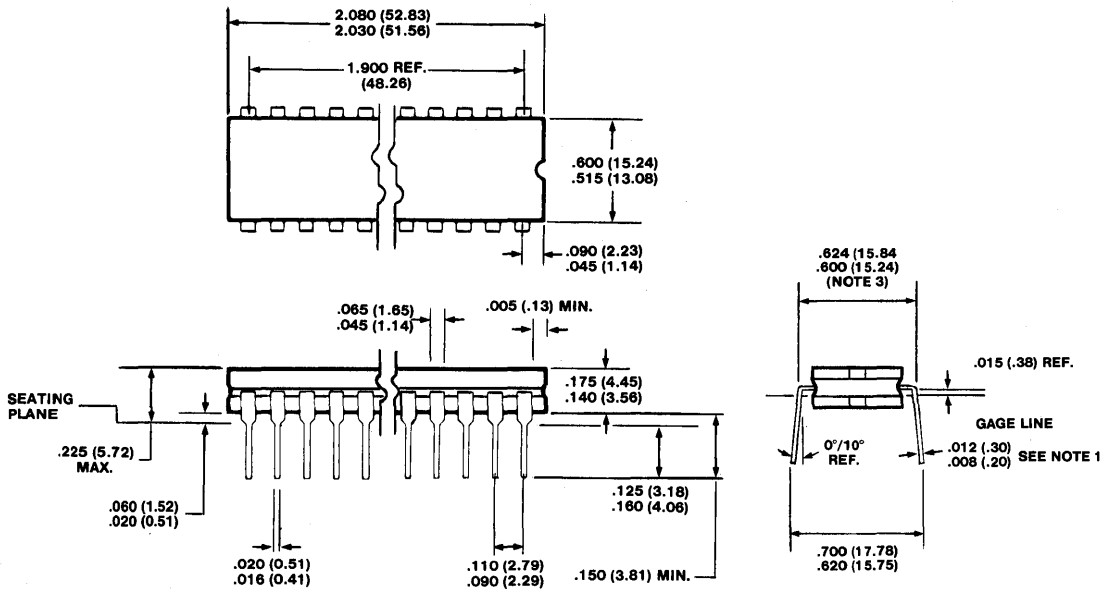 2.080 (52.83)
2.030 (51.56)
1.900 REF.
(48.26)
.600 (15.24)
.515 (13.08)
.090 (2.23)
.045 (1.14)
.624 (15.84
.600 (15.24)
(NOTE 3)
.065 (1.65)
.045 (1.14)
.005 (.13) MIN.
.015 (.38) REF.
.175 (4.45)
.140 (3.56)
SEATING
PLANE
GAGE LINE
.225 (5.72)
MAX.
0°/10°
REF.
.012 (.30)
.008 (.20)
SEE NOTE 1
.060 (1.52)
.020 (0.51)
.125 (3.18)
.160 (4.06)
.020 (0.51)
.016 (0.41)
.110 (2.79)
.090 (2.29)
.150 (3.81) MIN.
.700 (17.78)
.620 (15.75)